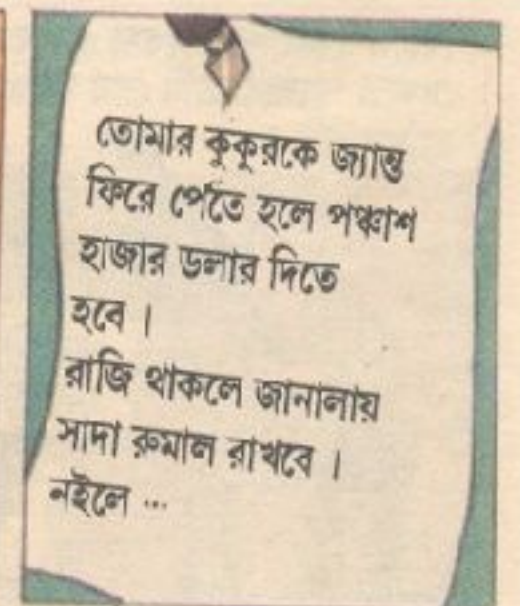 তোমার কুকুরকে জ্যান্ত
ফিরে পেতে হলে পঞ্চাশ
হাজার ডলার দিতে
হবে ।
রাজি থাকলে জানালায়
সাদা রুমাল রাখবে ।
নইলে ...